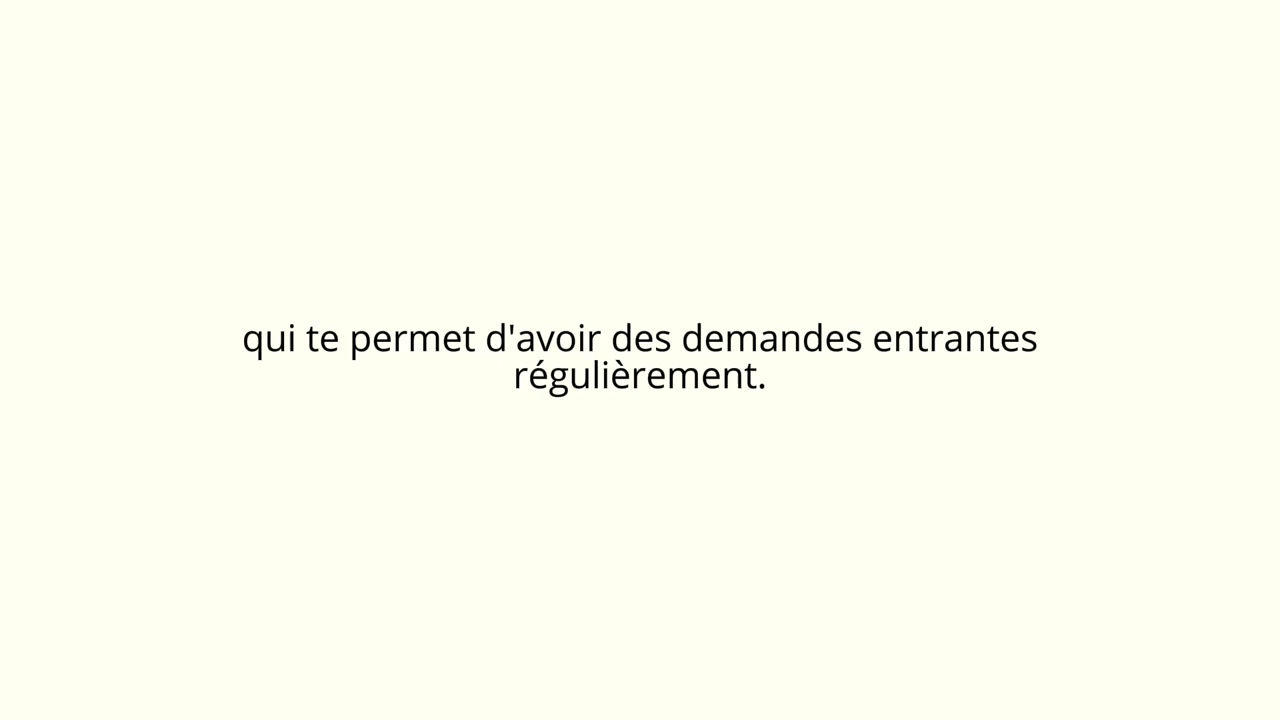 qui te permet d'avoir des demandes entrantes
régulièrement.